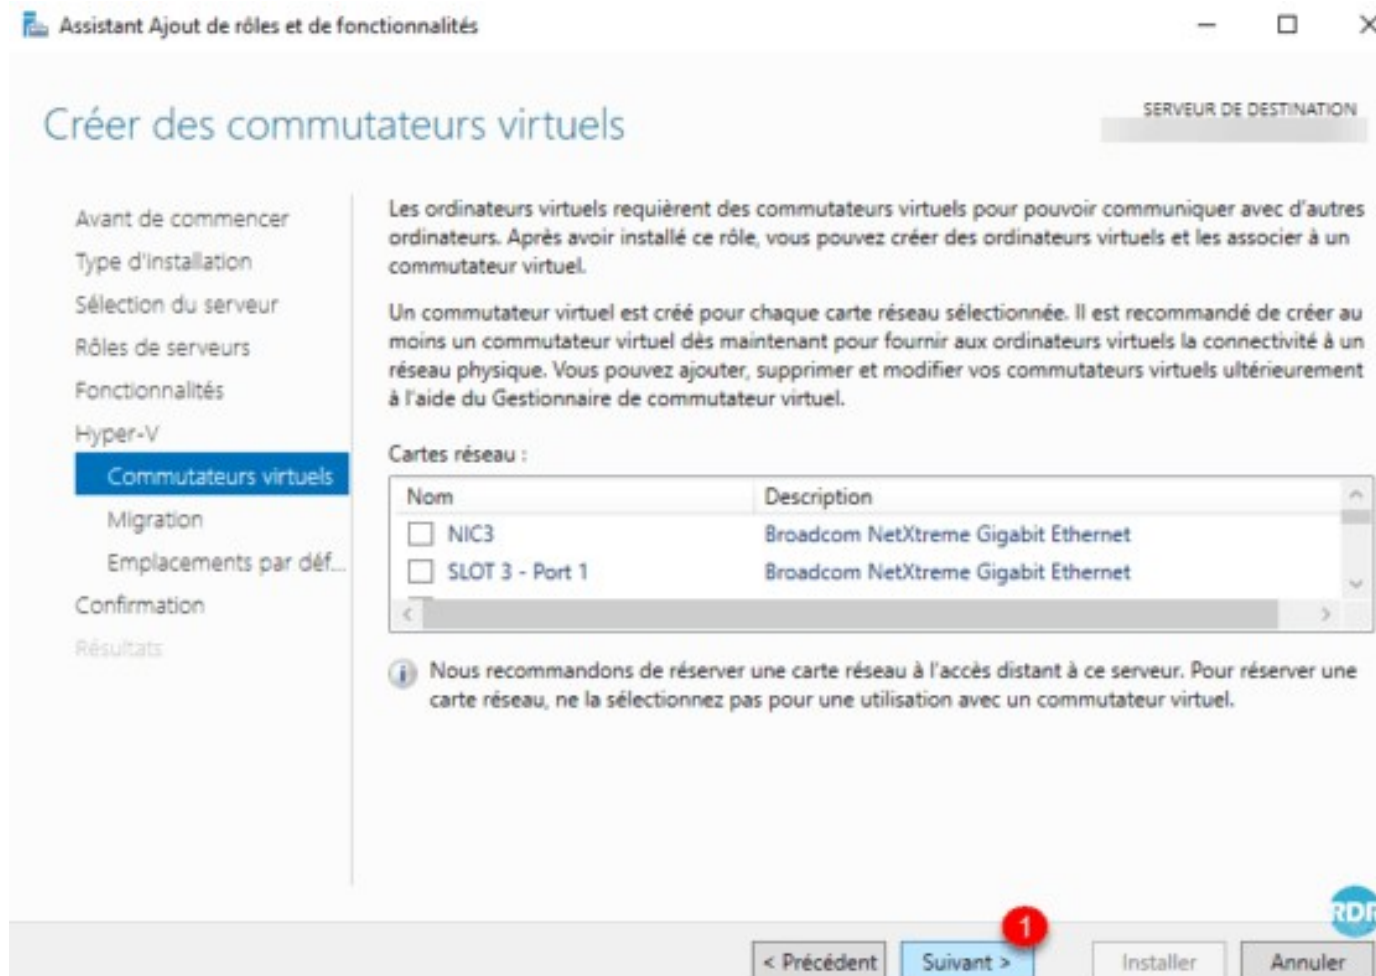 Assistant Ajout de rôles et de fonctionnalités
Créer des commutateurs virtuels
SERVEUR DE DESTINATION
Avant de commencer
Type d'installation
Sélection du serveur
Rôles de serveurs
Fonctionnalités
Hyper-V
Commutateurs virtuels
Migration
Emplacements par déf...
Confirmation
Résultats
Les ordinateurs virtuels requièrent des commutateurs virtuels pour pouvoir communiquer avec d'autres
ordinateurs. Après avoir installé ce rôle, vous pouvez créer des ordinateurs virtuels et les associer à un
commutateur virtuel.
Un commutateur virtuel est créé pour chaque carte réseau sélectionnée. Il est recommandé de créer au
moins un commutateur virtuel dès maintenant pour fournir aux ordinateurs virtuels la connectivité à un
réseau physique. Vous pouvez ajouter, supprimer et modifier vos commutateurs virtuels ultérieurement
à l'aide du Gestionnaire de commutateur virtuel.
Cartes réseau :
Nom Description
NIC3 Broadcom NetXtreme Gigabit Ethernet
SLOT 3 - Port 1 Broadcom NetXtreme Gigabit Ethernet
Nous recommandons de réserver une carte réseau à l'accès distant à ce serveur. Pour réserver une
carte réseau, ne la sélectionnez pas pour une utilisation avec un commutateur virtuel.
RDR
1
< Précédent Suivant > Installer Annuler